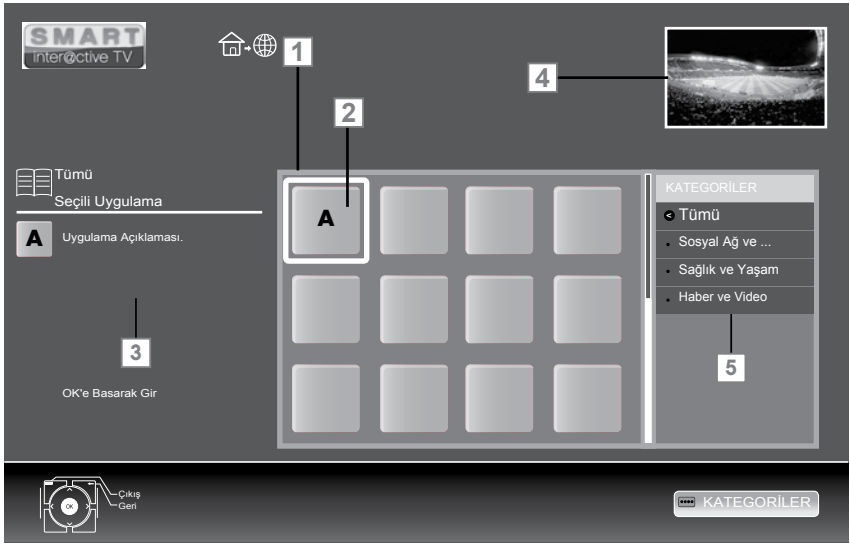 SMART
inter@ctive TV
1
2
4
Tümü
Seçili Uygulama
A
Uygulama Açıklaması.
3
OK'e Basarak Gir
A
KATEGORİLER
Tümü
Sosyal Ağ ve ...
Sağlık ve Yaşam
Haber ve Video
5
OK
Çıkış
Geri
KATEGORİLER